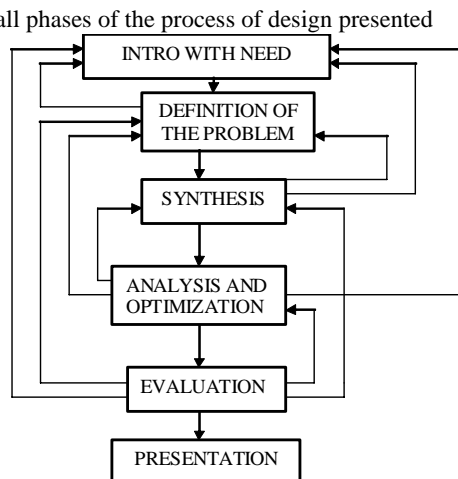 all phases of the process of design presented
INTRO WITH NEED
DEFINITION OF
THE PROBLEM
SYNTHESIS
ANALYSIS AND
OPTIMIZATION
EVALUATION
PRESENTATION